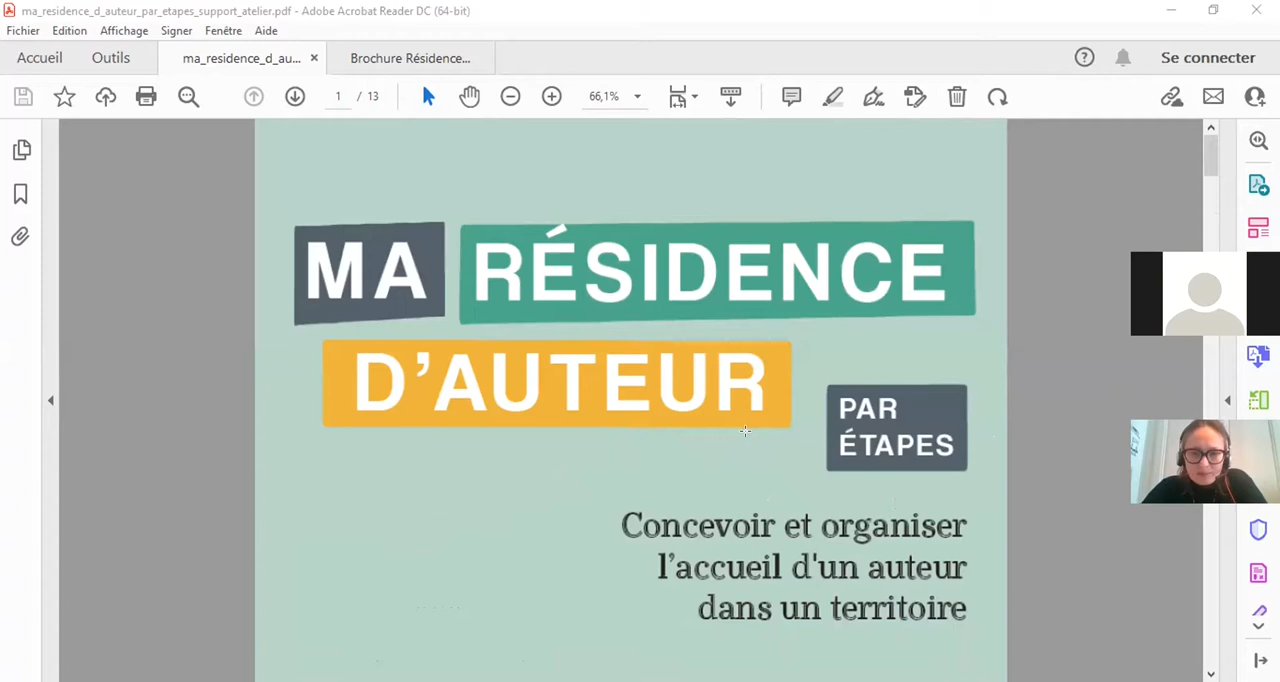 ma_residence_d_auteur_par_etapes_support_atelier.pdf - Adobe Acrobat Reader DC (64-bit)
Fichier Edition Affichage Signer Fenêtre Aide
Accueil Outils ma_residence_d_au... × Brochure Résidence... Se connecter
1 / 13 66,1%
MA RÉSIDENCE
D’AUTEUR
PAR
ÉTAPES
Concevoir et organiser
l’accueil d'un auteur
dans un territoire